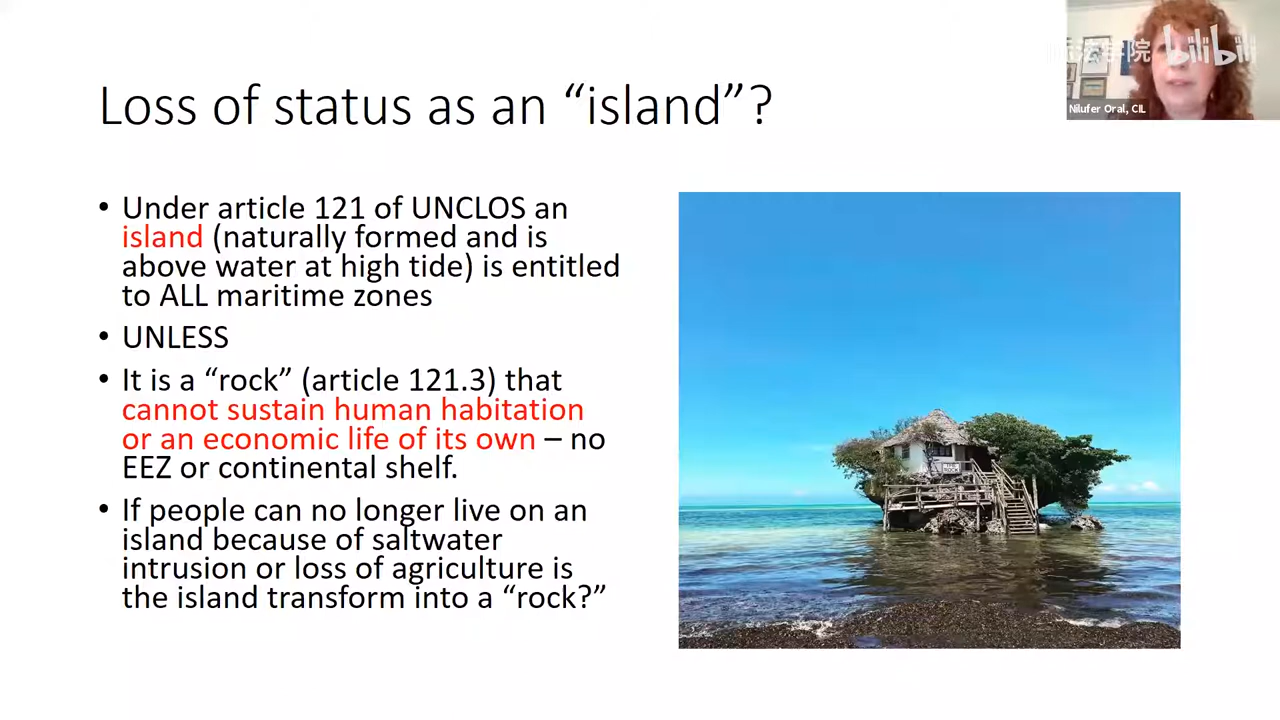 法学院 bilibili
Nilufer Oral, CIL
Loss of status as an “island”?
• Under article 121 of UNCLOS an
island (naturally formed and is
above water at high tide) is entitled
to ALL maritime zones
• UNLESS
• It is a “rock” (article 121.3) that
cannot sustain human habitation
or an economic life of its own – no
EEZ or continental shelf.
• If people can no longer live on an
island because of saltwater
intrusion or loss of agriculture is
the island transform into a “rock?”